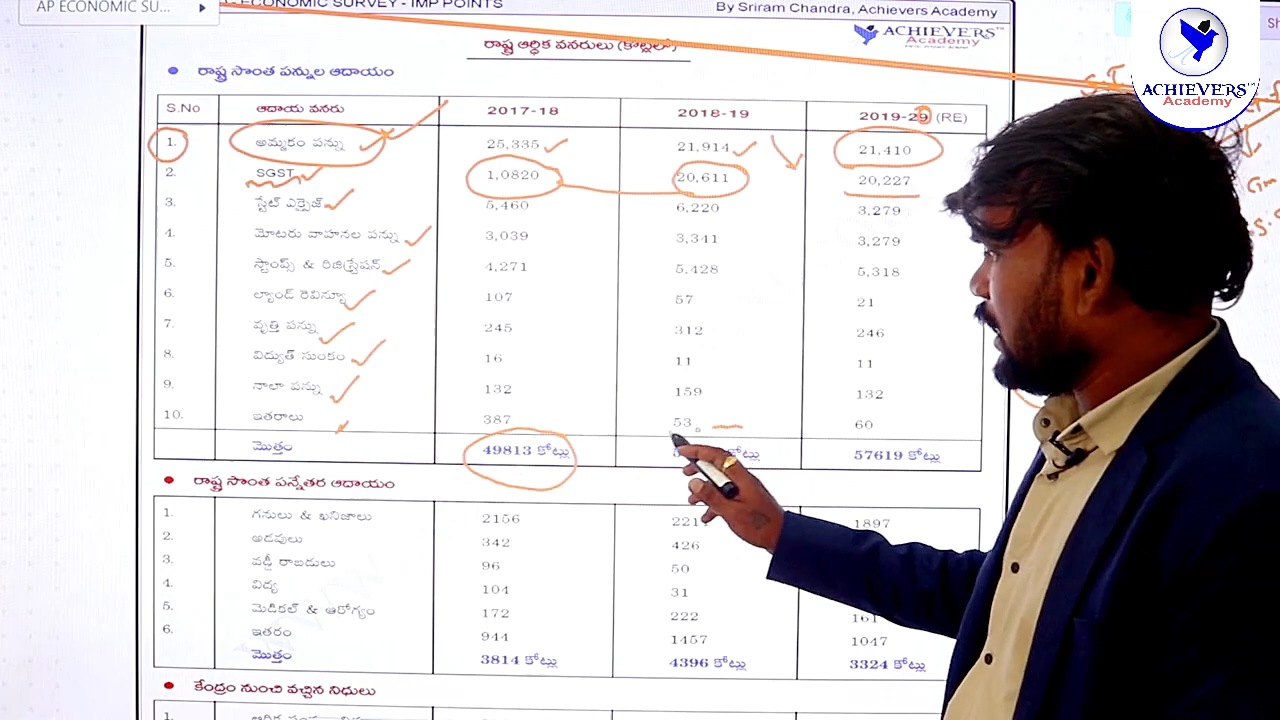 AP ECONOMIC SU...
ECONOMIC SURVEY - IMP POINTS By Sriram Chandra, Achievers Academy
ACHIEVERS
Academy
ACHIEVERS
Academy
రాష్ట్ర ఆర్థిక వనరులు (కోట్లలో)
రాష్ట్ర సొంత పన్నుల ఆదాయం
S.No ఆదాయ వనరు 2017-18 2018-19 2019-20 (RE)
1. అమ్మకం పన్ను 25,335 21,914 21,410
2. SGST 1,0820 20,611 20,227
3. స్టేట్ ఎక్సైజ్ 5,460 6,220 3,279
4. మోటరు వాహనల పన్ను 3,039 3,341 3,279
5. స్టాంప్స్ & రిజిస్ట్రేషన్ 4,271 5,428 5,318
6. ల్యాండ్ రెవిన్యూ 107 57 21
7. వృత్తి పన్ను 245 312 246
8. విద్యుత్ సుంకం 16 11 11
9. నాలా పన్ను 132 159 132
10. ఇతరాలు 387 53 60
మొత్తం 49813 కోట్లు కోట్లు 57619 కోట్లు
రాష్ట్ర సొంత పన్నేతర ఆదాయం
1. గనులు & ఖనిజాలు 2156 1897
2. అడవులు 342 426
3. వడ్డీ రాబడులు 96 50
4. విద్య 104 31
5. మెడికల్ & ఆరోగ్యం 172 222 161
6. ఇతరం 944 1457 1047
మొత్తం 3814 కోట్లు 4396 కోట్లు 3324 కోట్లు
కేంద్రం నుంచి వచ్చిన నిధులు
1.